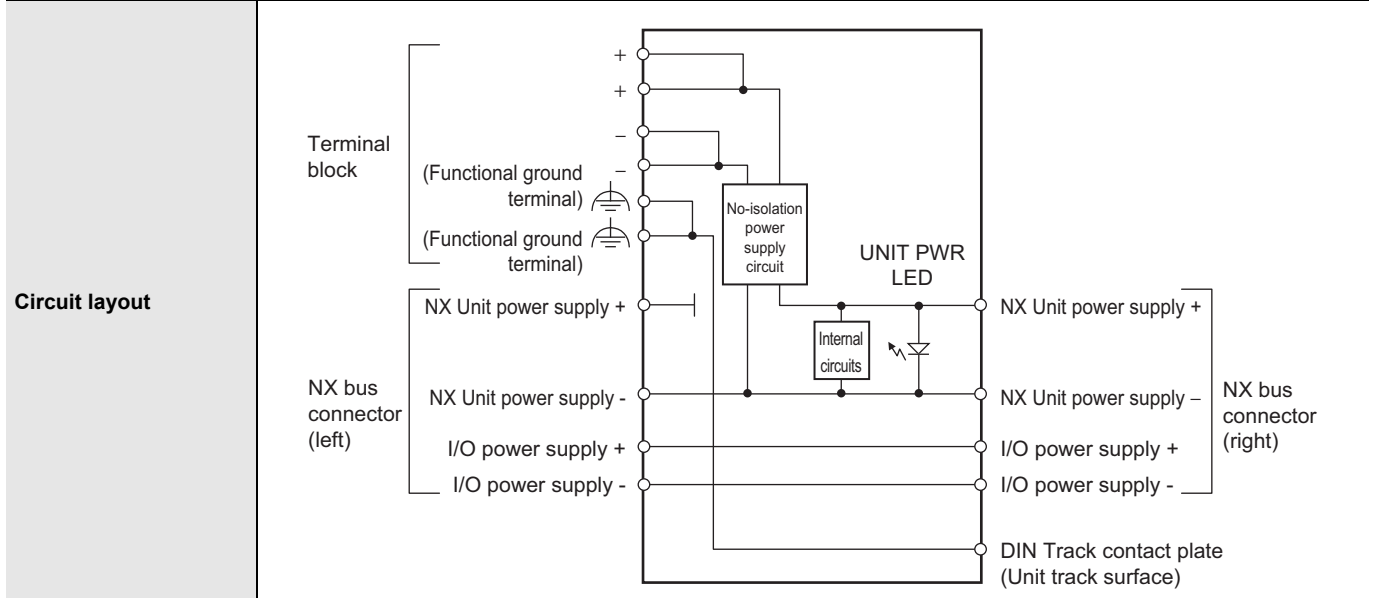 Circuit layout
Terminal
block
+
+
−
−
(Functional ground
terminal)
(Functional ground
terminal)
No-isolation
power
supply
circuit
UNIT PWR
LED
Internal
circuits
NX bus
connector
(left)
NX Unit power supply +
NX Unit power supply -
I/O power supply +
I/O power supply -
NX Unit power supply +
NX Unit power supply −
I/O power supply +
I/O power supply -
NX bus
connector
(right)
DIN Track contact plate
(Unit track surface)